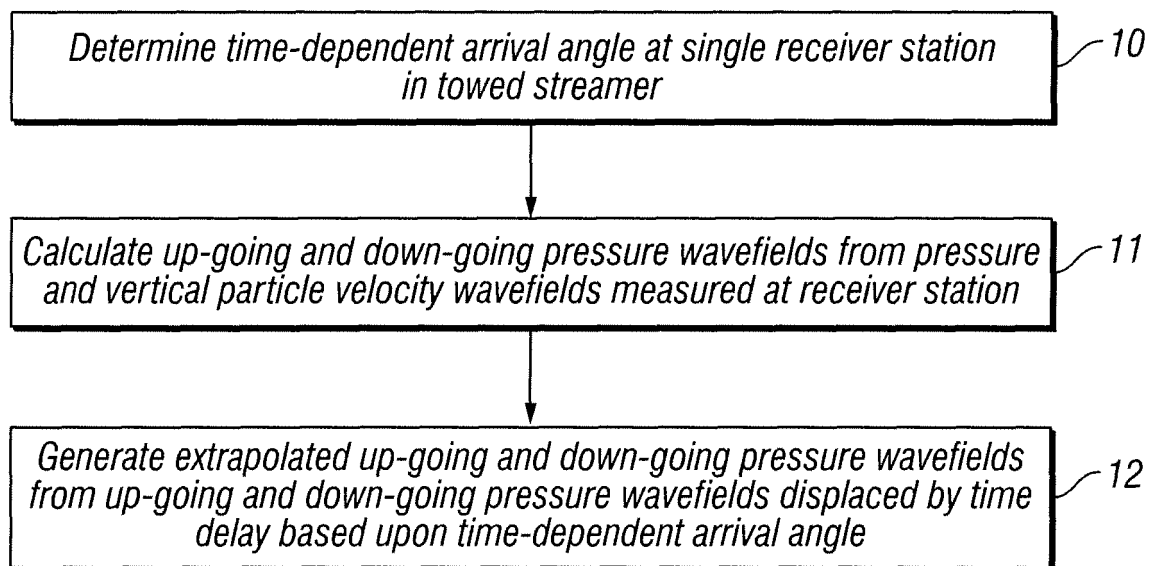 Determine time-dependent arrival angle at single receiver station
in towed streamer
10
Calculate up-going and down-going pressure wavefields from pressure
and vertical particle velocity wavefields measured at receiver station
11
Generate extrapolated up-going and down-going pressure wavefields
from up-going and down-going pressure wavefields displaced by time
delay based upon time-dependent arrival angle
12